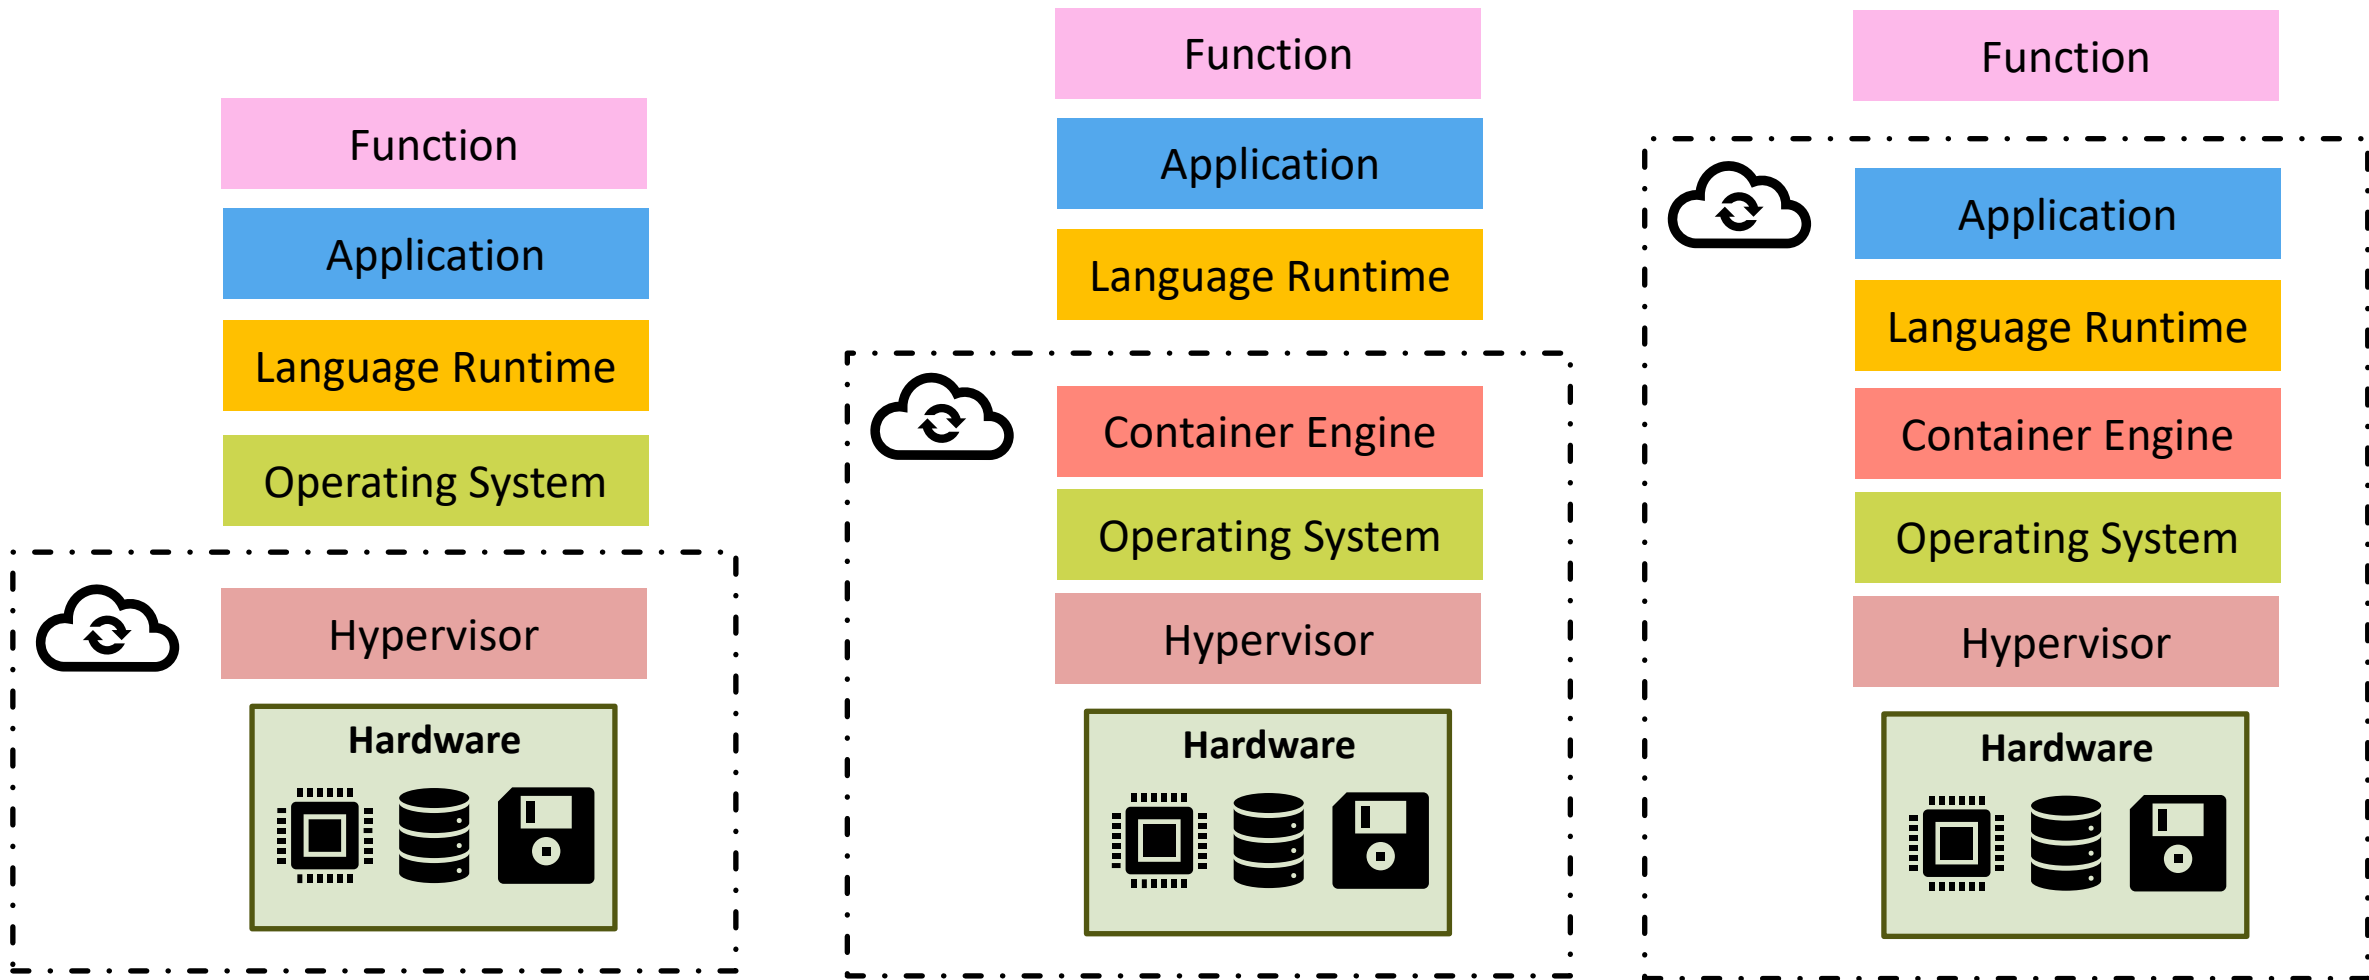 Function
Application
Language Runtime
Operating System
Hypervisor
Hardware
Function
Application
Language Runtime
Container Engine
Operating System
Hypervisor
Hardware
Function
Application
Language Runtime
Container Engine
Operating System
Hypervisor
Hardware